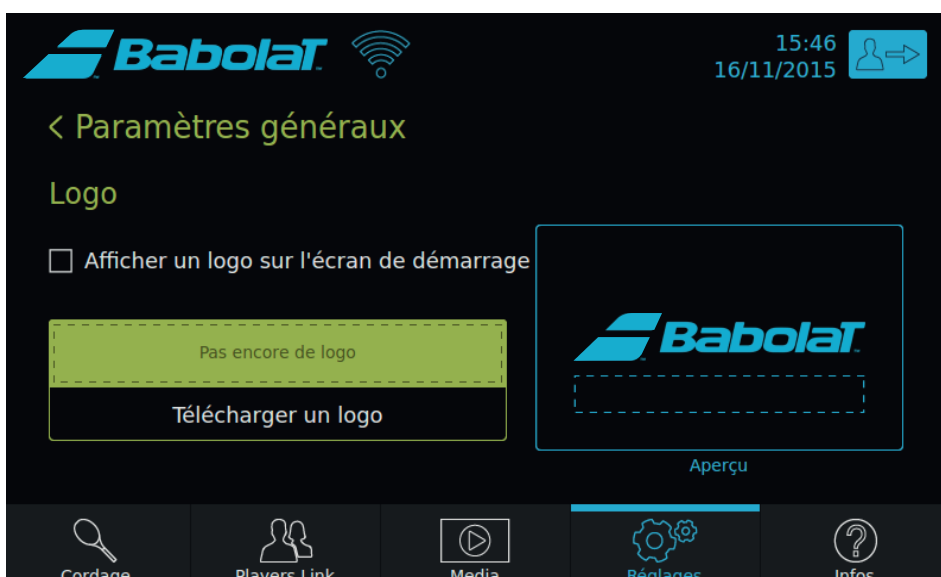 Babolat
15:46
16/11/2015
< Paramètres généraux
Logo
Afficher un logo sur l'écran de démarrage
Pas encore de logo
Télécharger un logo
Babolat
Aperçu
Cordage
Players Link
Media
Réglages
Infos